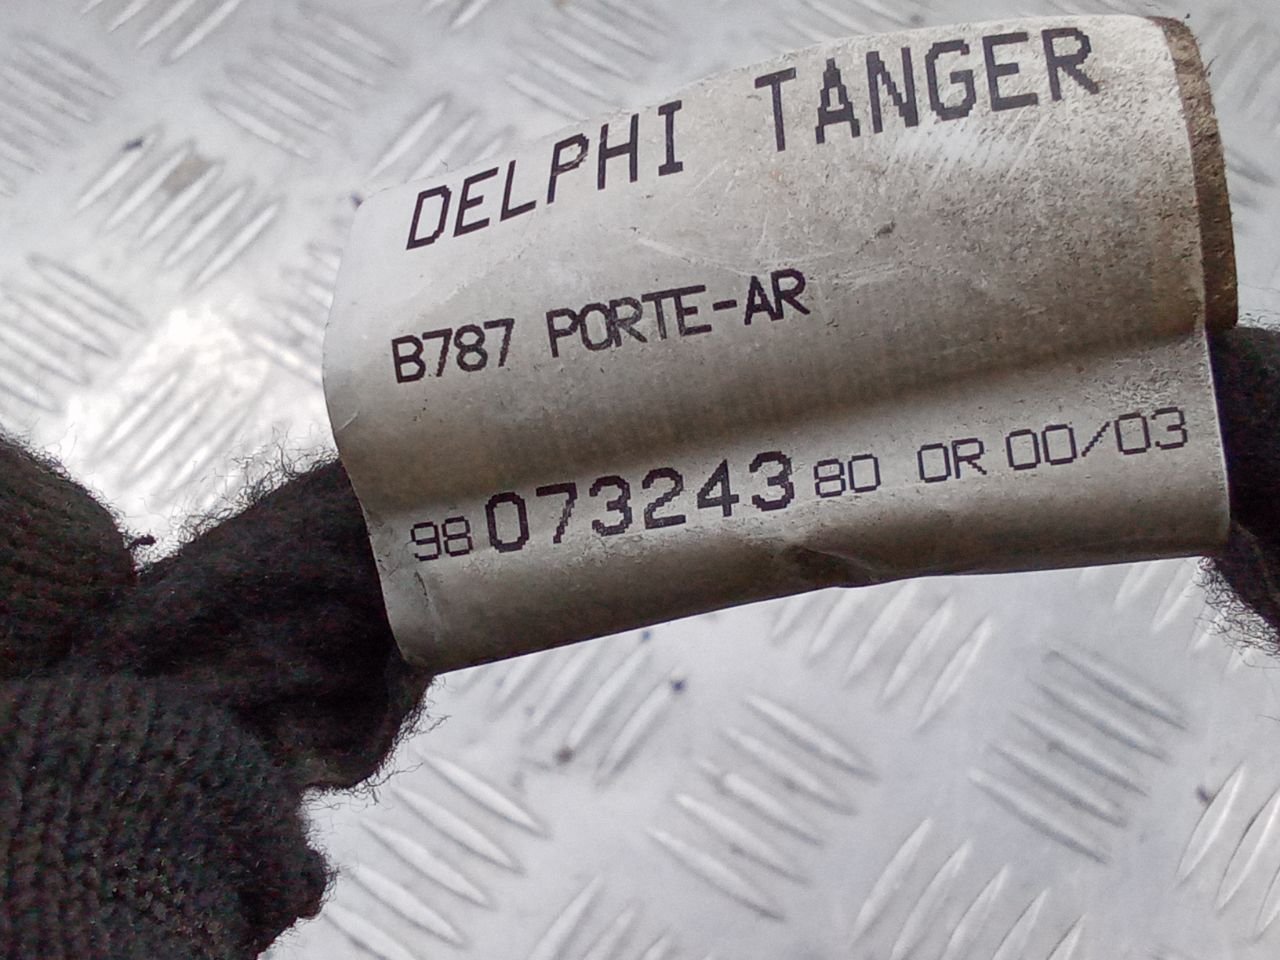 DELPHI TANGER
B787 PORTE-AR
98 073243 80 OR 00/03